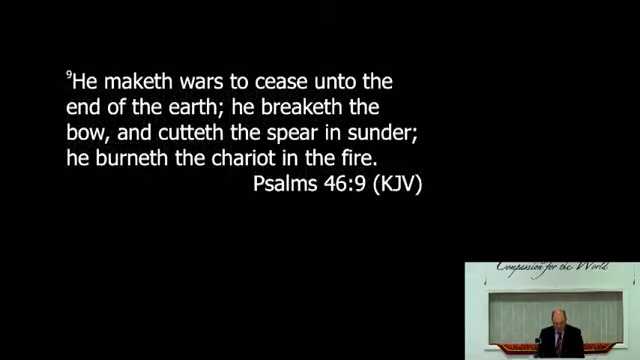 ⁹He maketh wars to cease unto the
end of the earth; he breaketh the
bow, and cutteth the spear in sunder;
he burneth the chariot in the fire.
Psalms 46:9 (KJV)
Compassion for the World